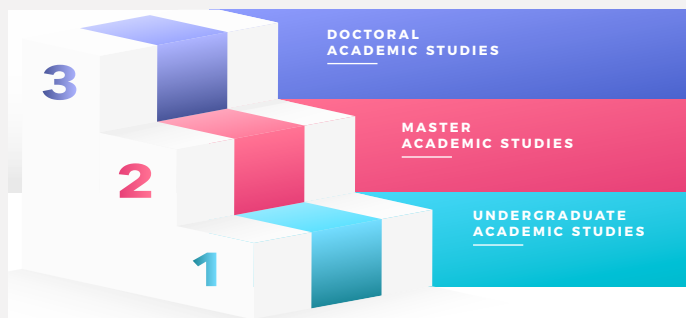 DOCTORAL
ACADEMIC STUDIES
3
MASTER
ACADEMIC STUDIES
2
UNDERGRADUATE
ACADEMIC STUDIES
1